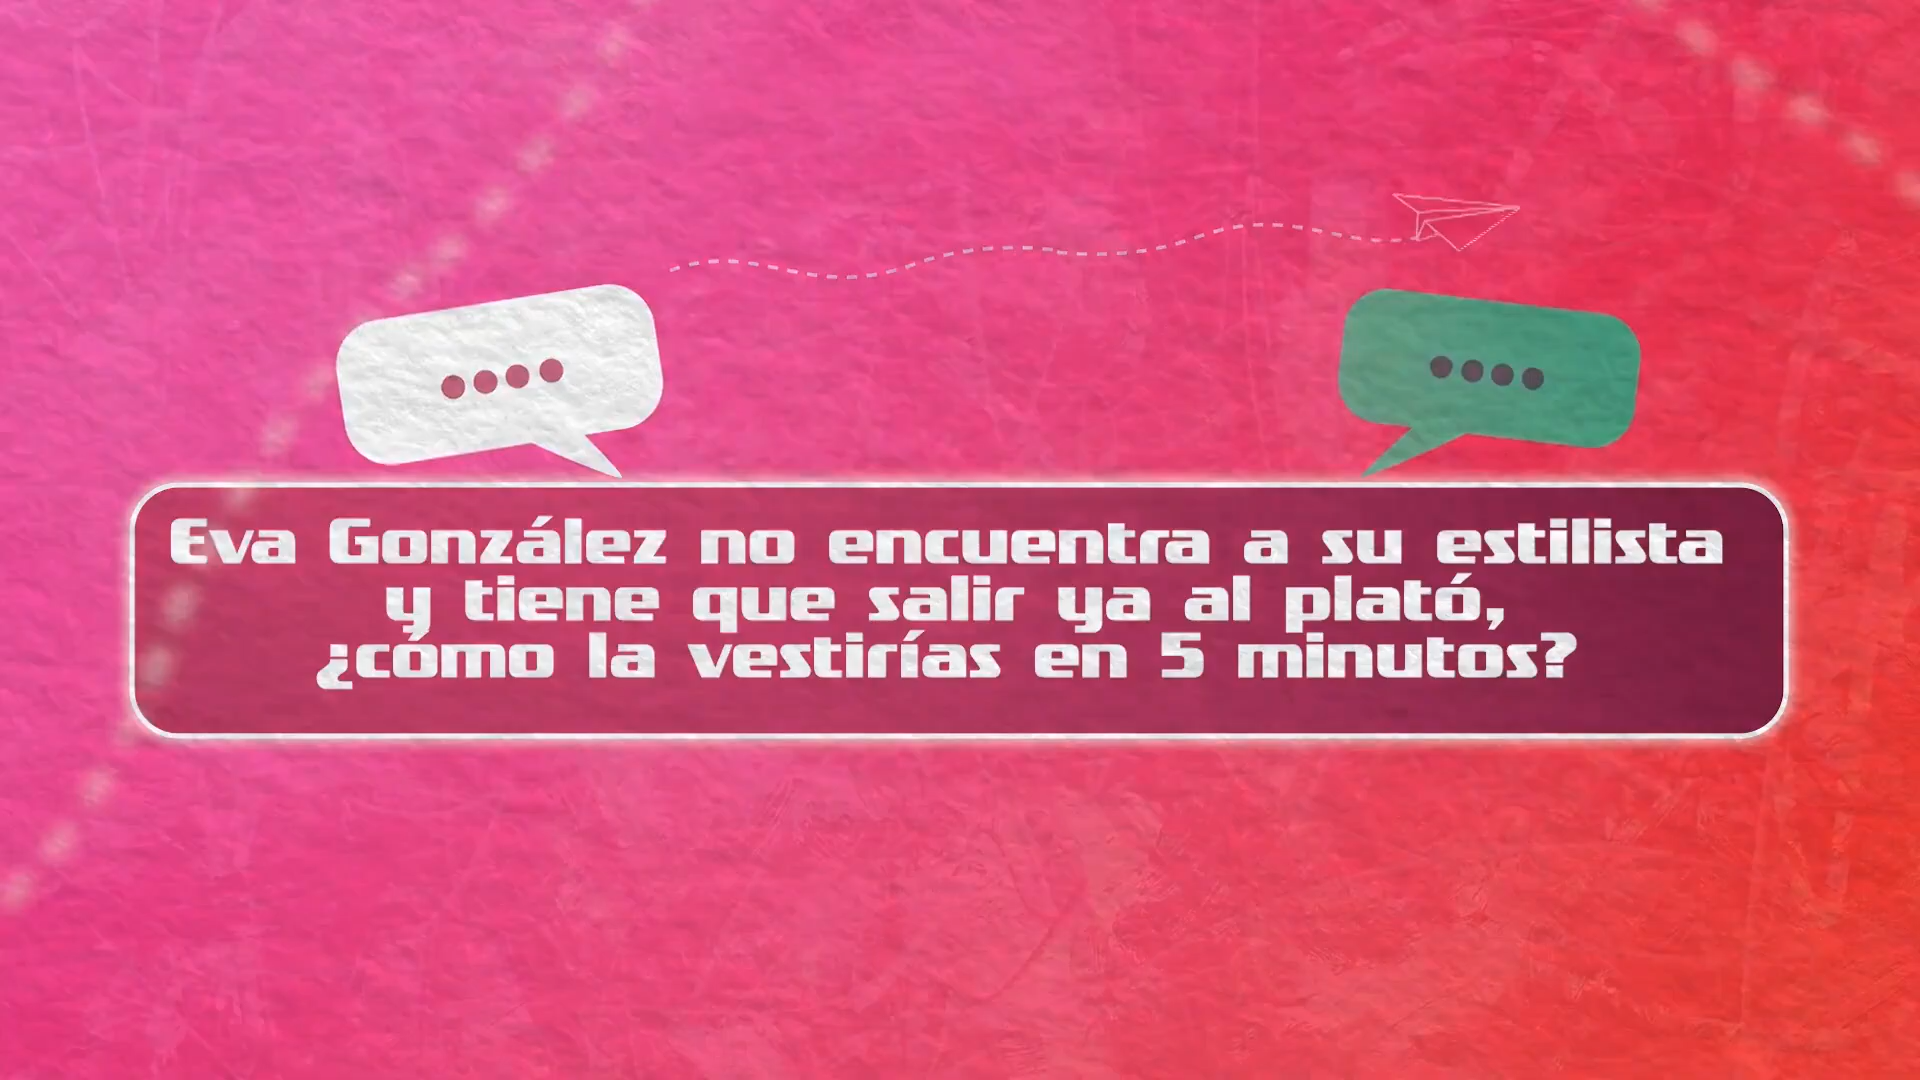 Eva González no encuentra a su estilista
y tiene que salir ya al plató,
¿cómo la vestirías en 5 minutos?